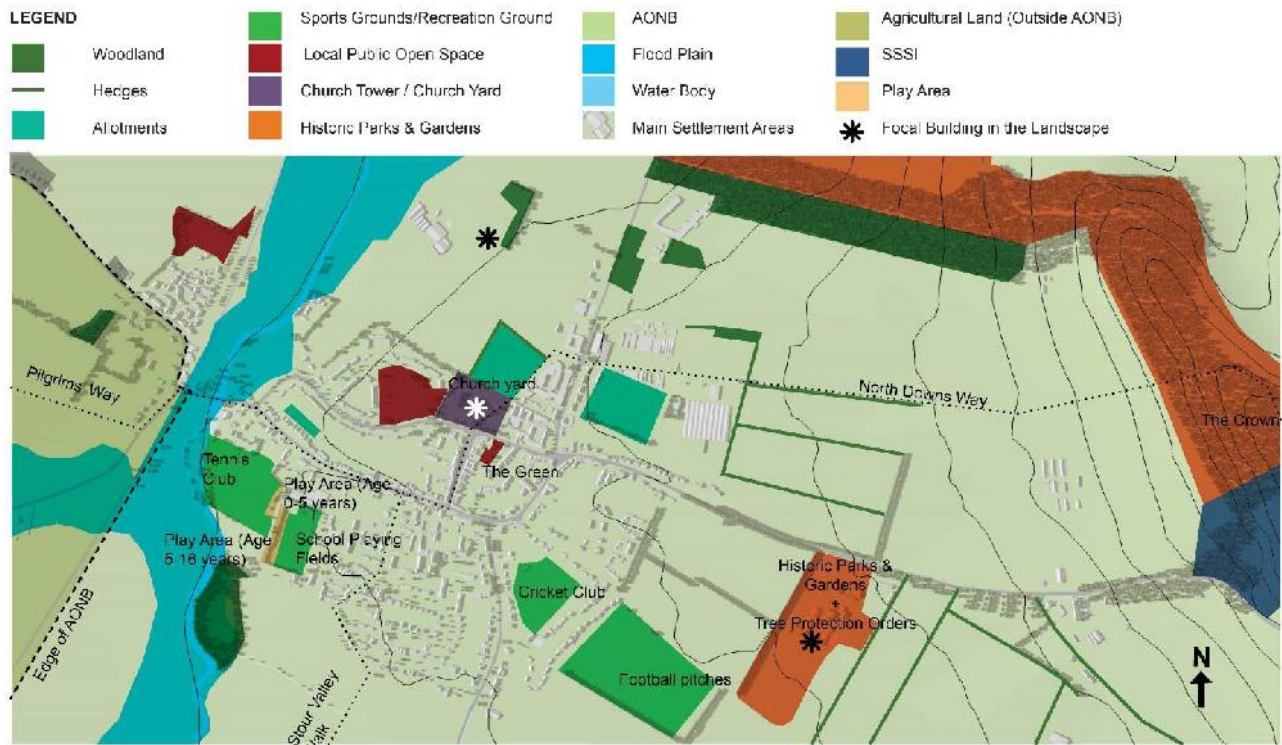 LEGEND
Woodland
Hedges
Allotments
Sports Grounds/Recreation Ground
Local Public Open Space
Church Tower / Church Yard
Historic Parks & Gardens
AONB
Flood Plain
Water Body
Main Settlement Areas
Agricultural Land (Outside AONB)
SSSI
Play Area
Focal Building in the Landscape
Pilgrims' Way
Church yard
North Downs Way
The Crown
Tennis
Club
The Green
Play Area (Age
0-5 years)
Play Area (Age
5-16 years)
School Playing
Fields
Cricket Club
Historic Parks &
Gardens
+
Tree Protection Orders
Football pitches
Edge of AONB
Stour Valley
Walk
N